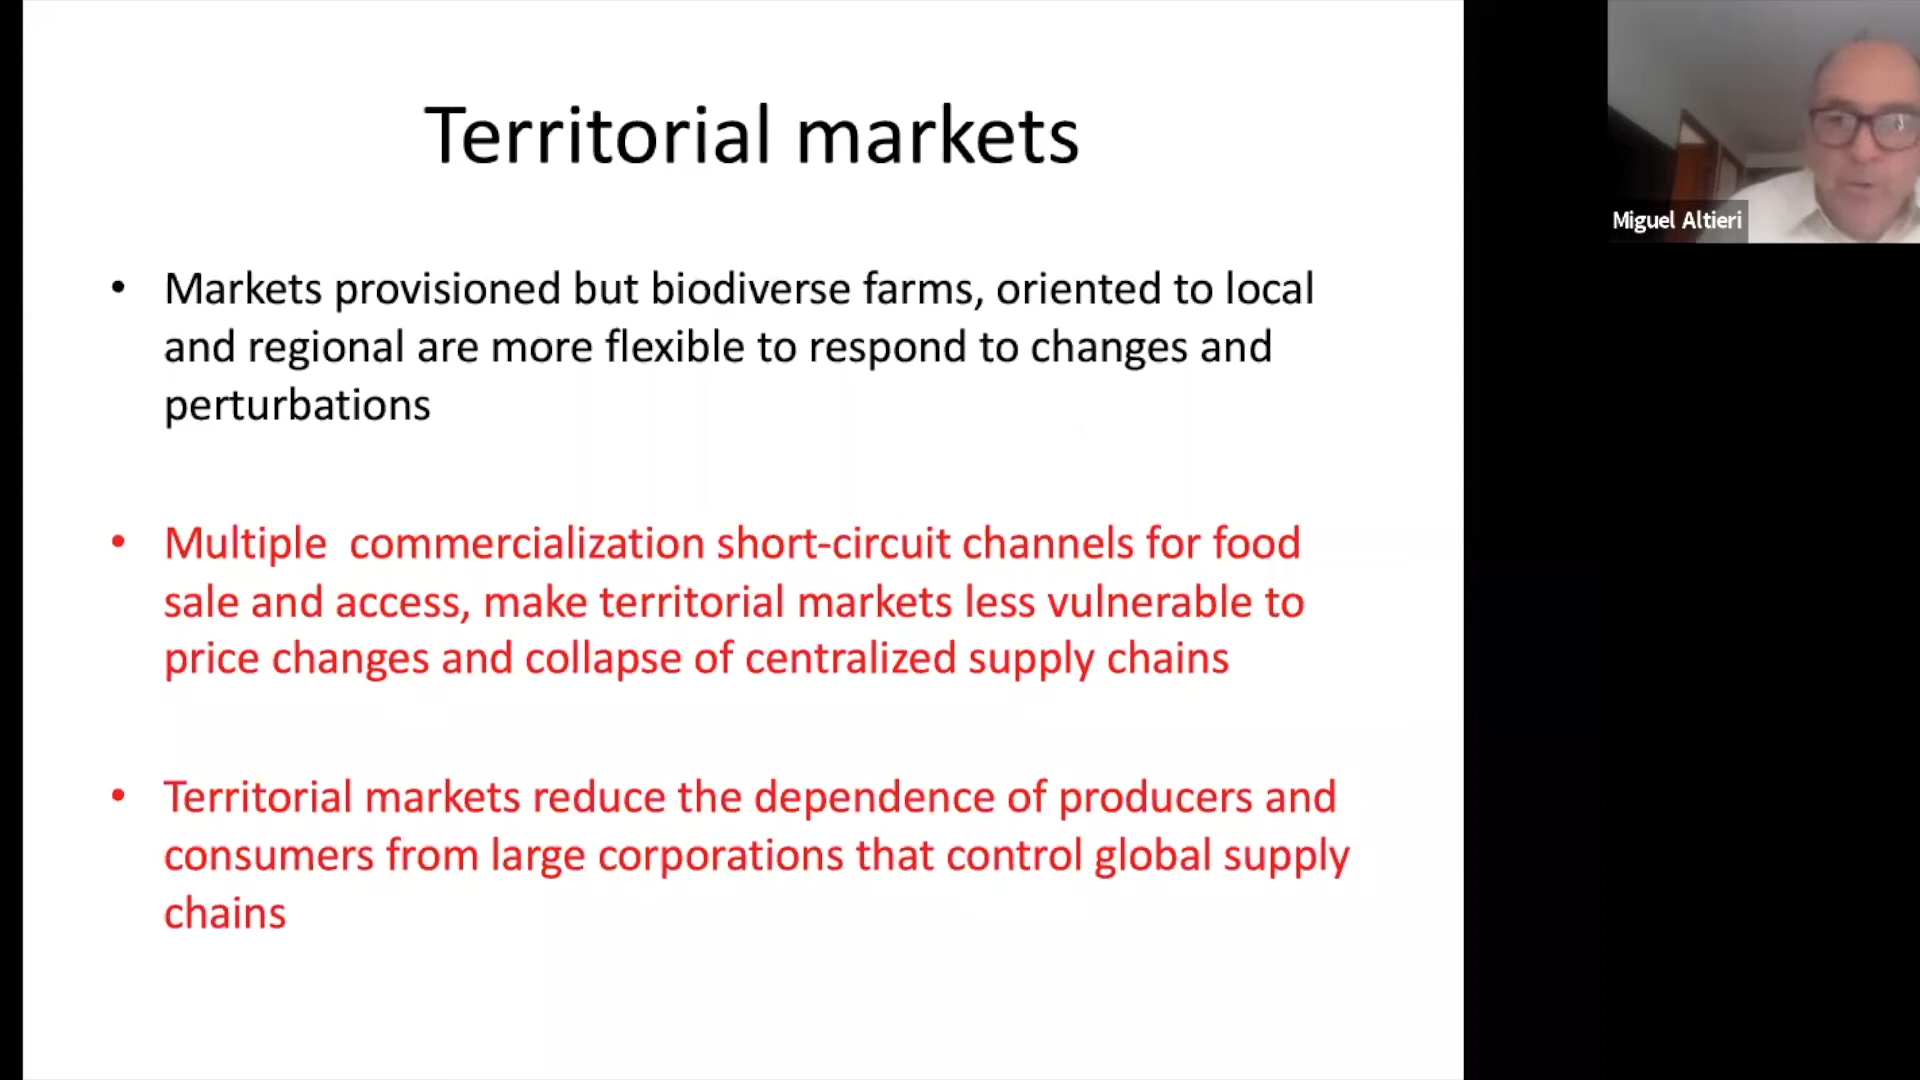 Territorial markets
• Markets provisioned but biodiverse farms, oriented to local
and regional are more flexible to respond to changes and
perturbations
• Multiple  commercialization short-circuit channels for food
sale and access, make territorial markets less vulnerable to
price changes and collapse of centralized supply chains
• Territorial markets reduce the dependence of producers and
consumers from large corporations that control global supply
chains
Miguel Altieri